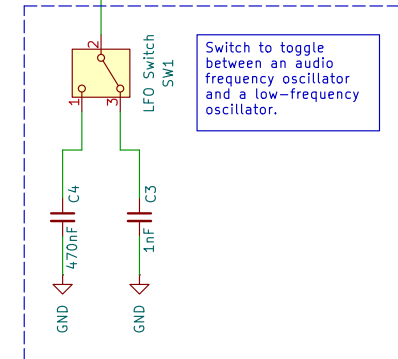 2
LFO Switch
SW1
1
3
Switch to toggle
between an audio
frequency oscillator
and a low-frequency
oscillator.
C4
470nF
C3
1nF
GND
GND